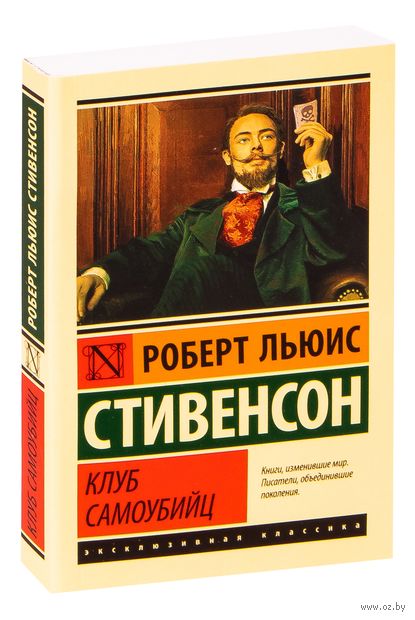 РОБЕРТ ЛЬЮИС СТИВЕНСОН
КЛУБ САМОУБИЙЦ
РОБЕРТ ЛЬЮИС
СТИВЕНСОН
КЛУБ
САМОУБИЙЦ
Книги, изменившие мир.
Писатели, объединившие
поколения.
эксклюзивная классика
www.oz.by